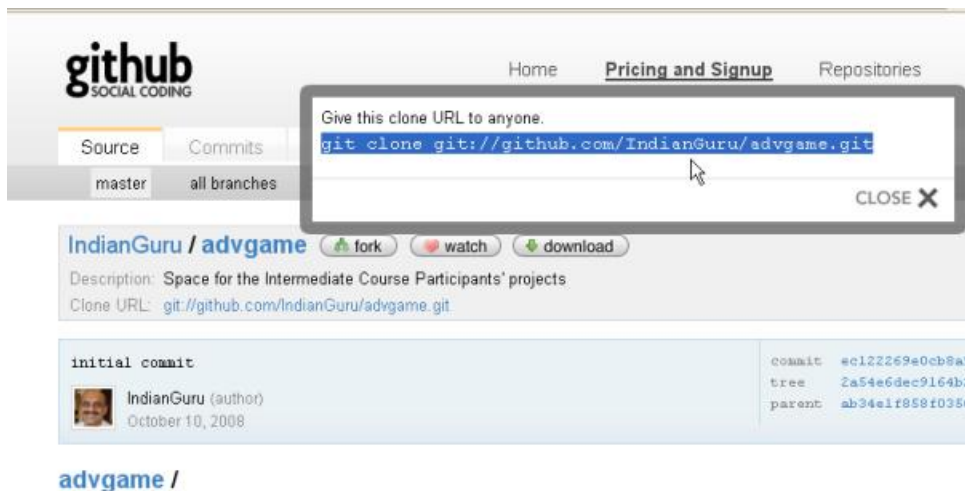 github
SOCIAL CODING
Home Pricing and Signup Repositories
Give this clone URL to anyone.
git clone git://github.com/IndianGuru/advgame.git
CLOSE X
Source Commits
master all branches
IndianGuru / advgame fork watch download
Description: Space for the Intermediate Course Participants' projects
Clone URL: git://github.com/IndianGuru/advgame.git
initial commit
IndianGuru (author)
October 10, 2008
commit ec122269e0cb8a
tree 2a54e6dec9164b
parent ab34e1f858f035
advgame /